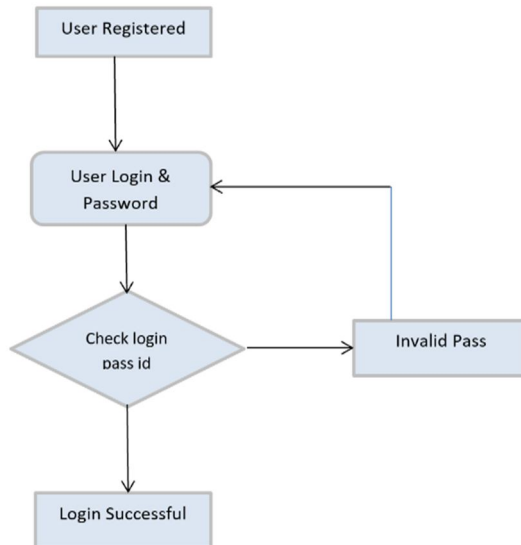 User Registered
User Login &
Password
Check login
pass id
Invalid Pass
Login Successful